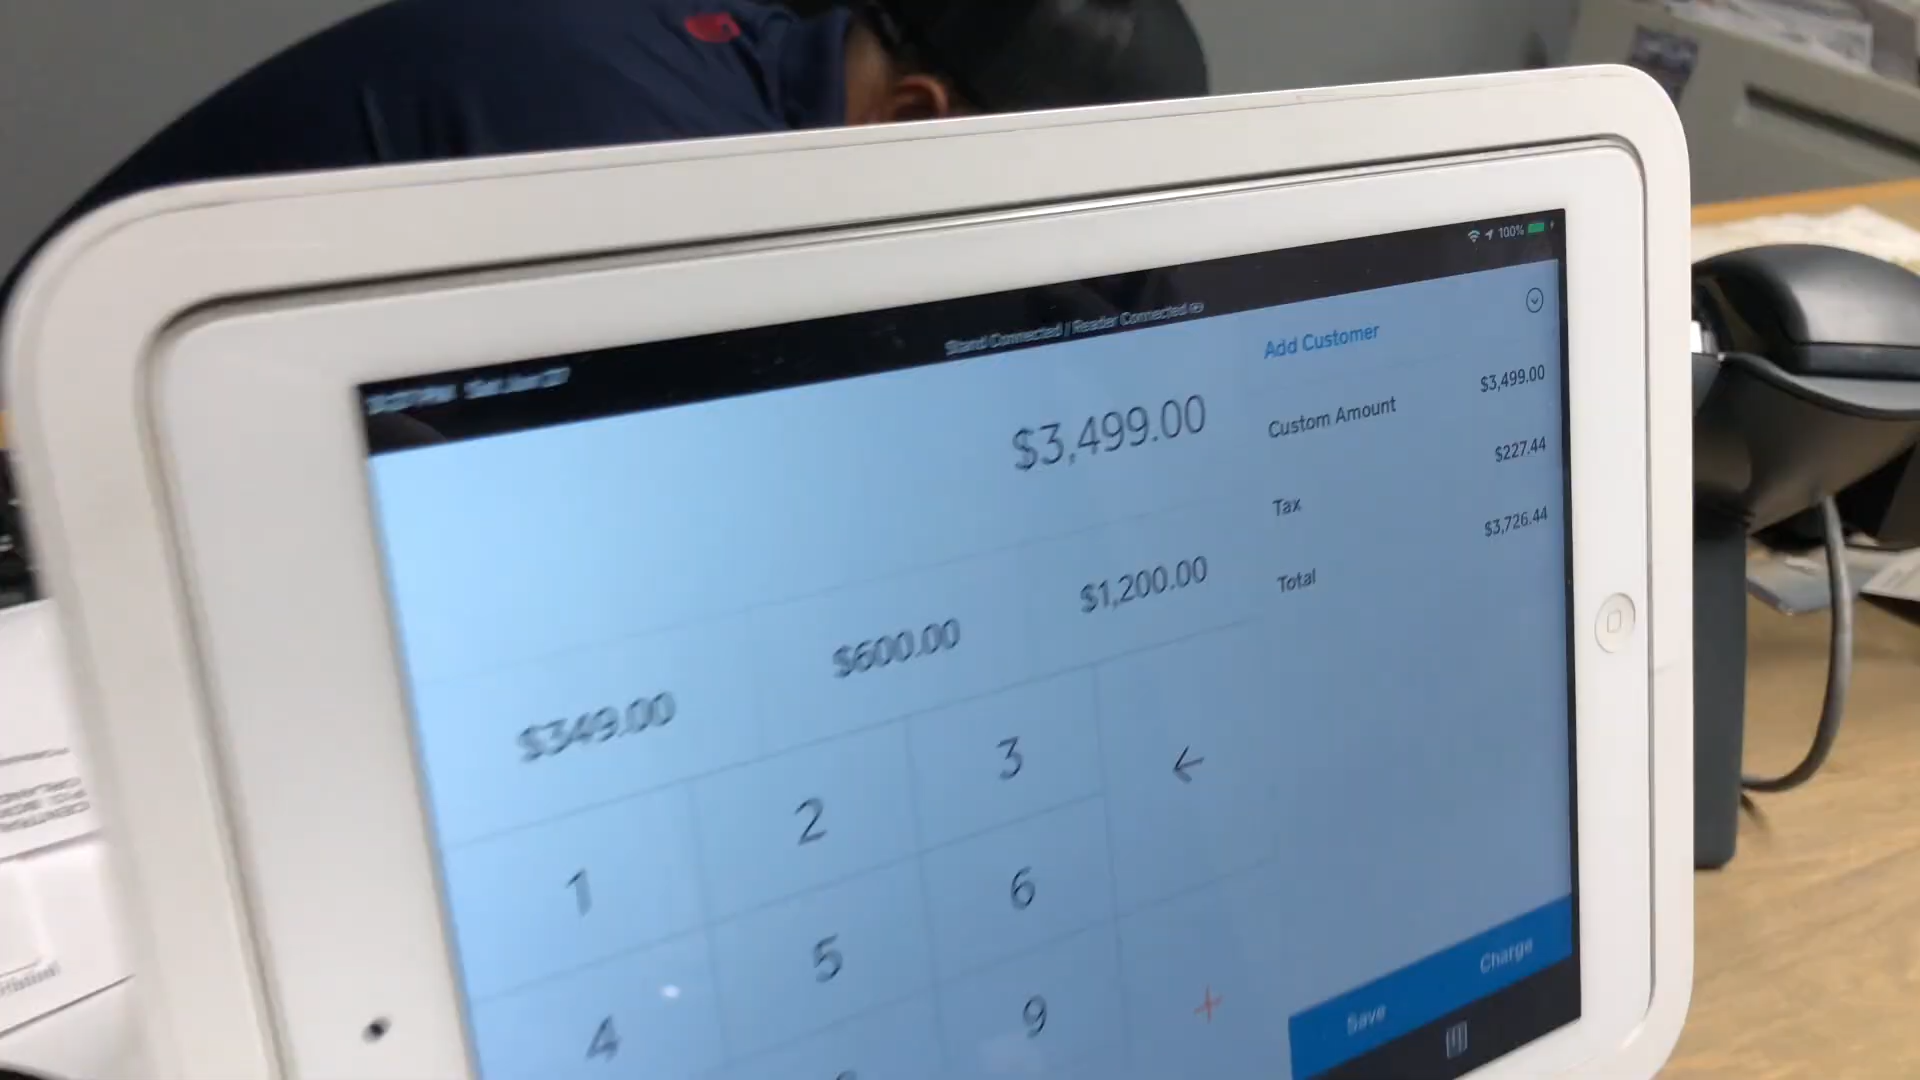 100%
Stand Connected | Reader Connected
$3,499.00
$349.00 $600.00 $1,200.00
1 2 3 ←
4 5 6
9 +
Add Customer
Custom Amount $3,499.00
Tax $227.44
Total $3,726.44
Save Charge